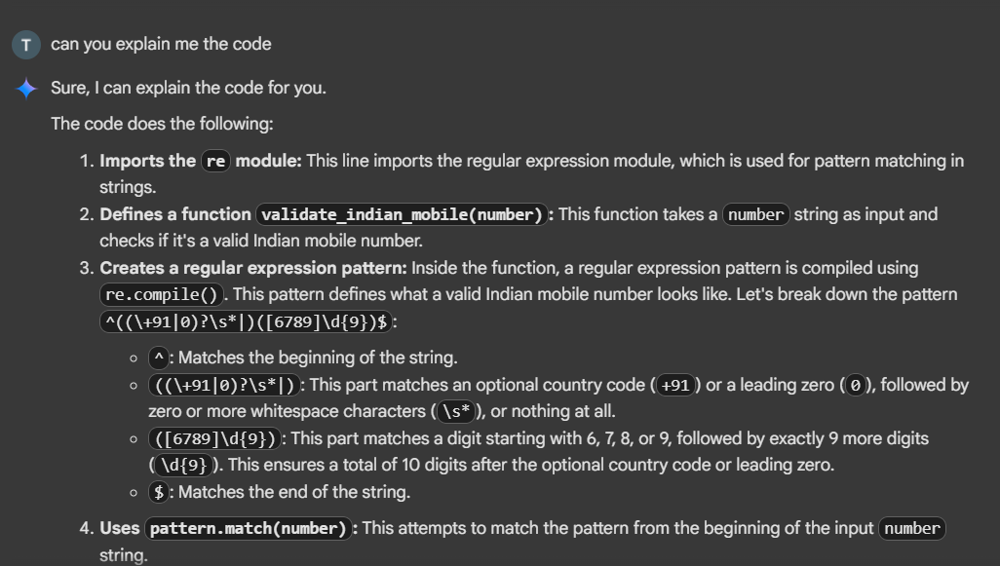 T can you explain me the code
Sure, I can explain the code for you.
The code does the following:
1. Imports the re module: This line imports the regular expression module, which is used for pattern matching in
strings.
2. Defines a function validate_indian_mobile(number): This function takes a number string as input and
checks if it's a valid Indian mobile number.
3. Creates a regular expression pattern: Inside the function, a regular expression pattern is compiled using
re.compile(). This pattern defines what a valid Indian mobile number looks like. Let's break down the pattern
^((\+91|0)?\s*|)([6789]\d{9})$:
○ ^: Matches the beginning of the string.
○ ((\+91|0)?\s*|): This part matches an optional country code (+91) or a leading zero (0), followed by
zero or more whitespace characters (\s*), or nothing at all.
○ ([6789]\d{9}): This part matches a digit starting with 6, 7, 8, or 9, followed by exactly 9 more digits
(\d{9}). This ensures a total of 10 digits after the optional country code or leading zero.
○ $: Matches the end of the string.
4. Uses pattern.match(number): This attempts to match the pattern from the beginning of the input number
string.